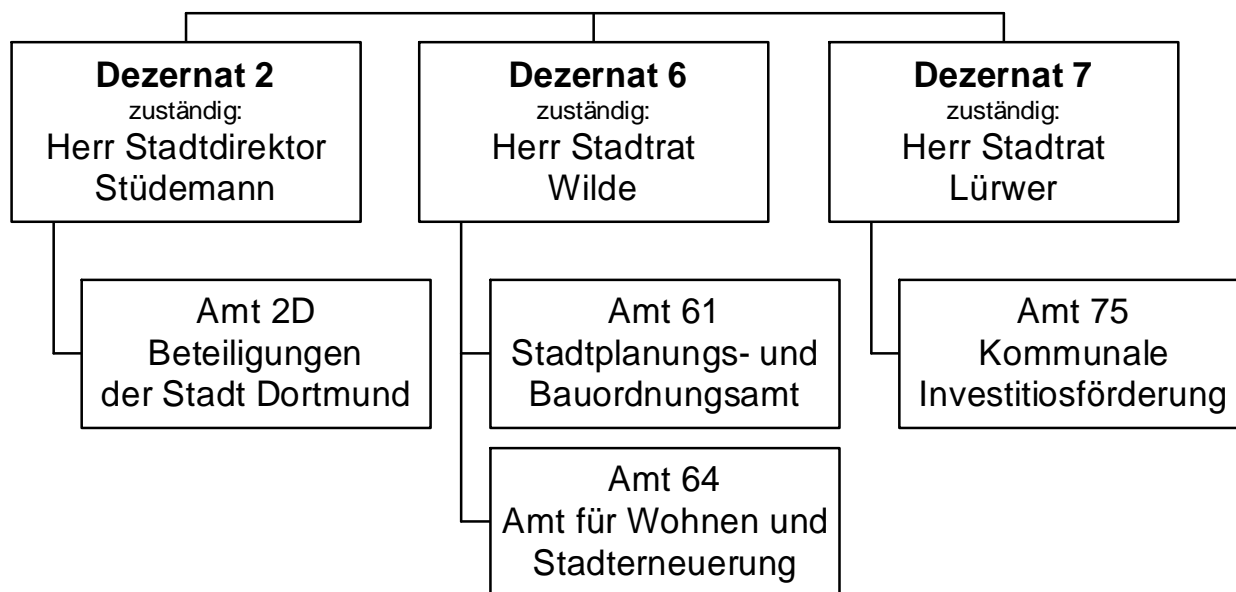 Dezernat 2
zuständig:
Herr Stadtdirektor
Stüdemann
Dezernat 6
zuständig:
Herr Stadtrat
Wilde
Dezernat 7
zuständig:
Herr Stadtrat
Lürwer
Amt 2D
Beteiligungen
der Stadt Dortmund
Amt 61
Stadtplanungs- und
Bauordnungsamt
Amt 75
Kommunale
Investitiosförderung
Amt 64
Amt für Wohnen und
Stadterneuerung